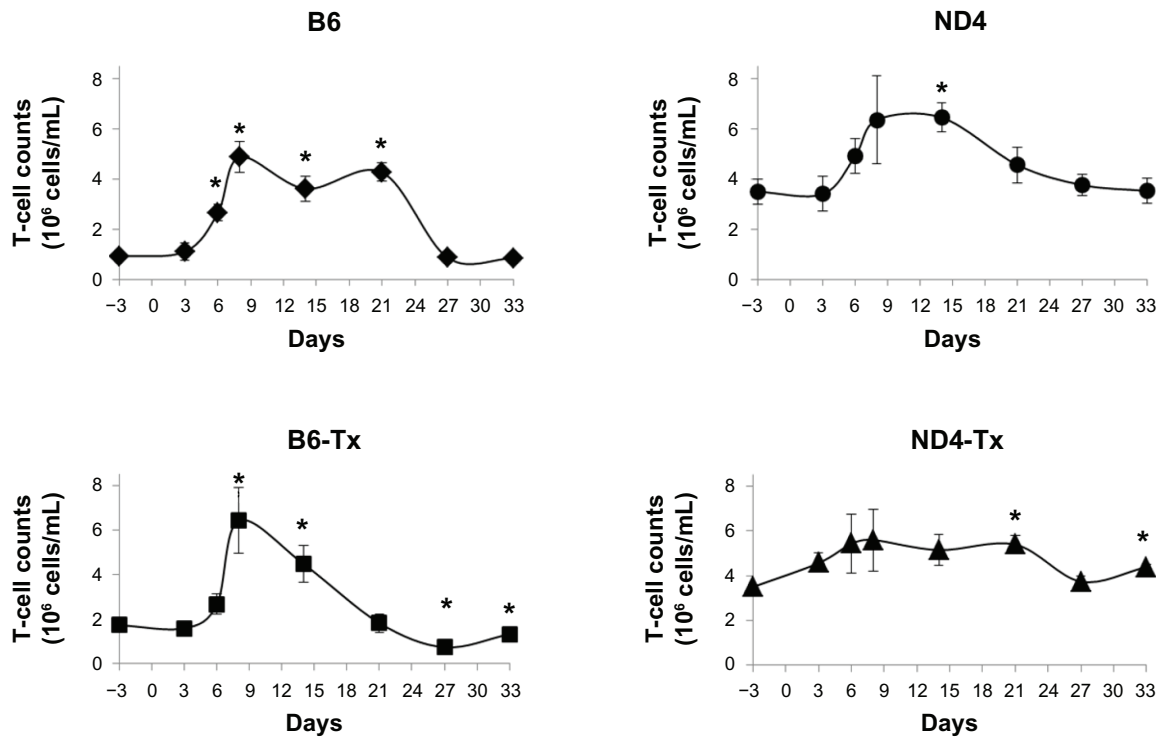 B6
T-cell counts
(10⁶ cells/mL)
8
6
4
2
0
* * * *
−3 0 3 6 9 12 15 18 21 24 27 30 33
Days
ND4
T-cell counts
(10⁶ cells/mL)
8
6
4
2
0
*
−3 0 3 6 9 12 15 18 21 24 27 30 33
Days
B6-Tx
T-cell counts
(10⁶ cells/mL)
8
6
4
2
0
* * * *
−3 0 3 6 9 12 15 18 21 24 27 30 33
Days
ND4-Tx
T-cell counts
(10⁶ cells/mL)
8
6
4
2
0
* *
−3 0 3 6 9 12 15 18 21 24 27 30 33
Days